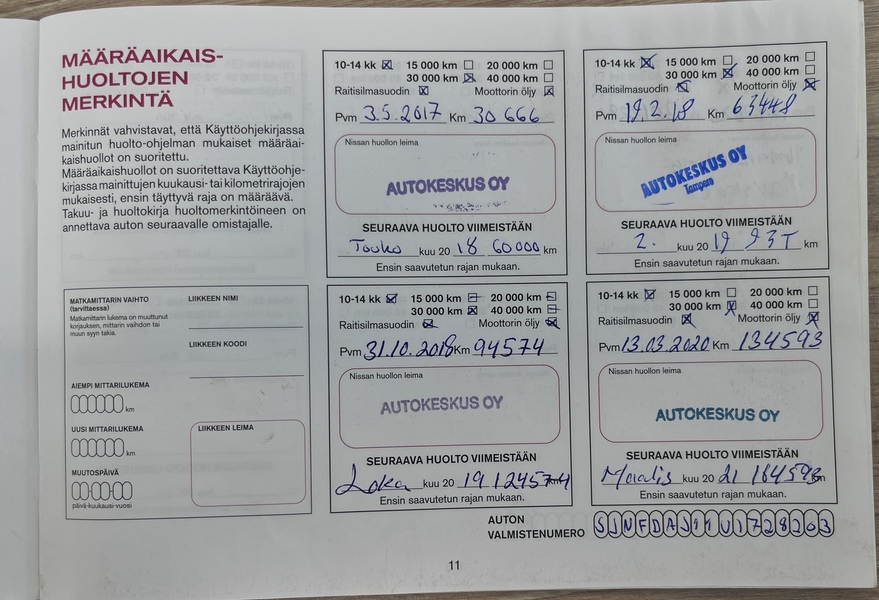 MÄÄRÄAIKAIS-
HUOLTOJEN
MERKINTÄ
Merkinnät vahvistavat, että Käyttöohjekirjassa
mainitun huolto-ohjelman mukaiset määräai-
kaishuollot on suoritettu.
Määräaikaishuollot on suoritettava Käyttöohje-
kirjassa mainittujen kuukausi- tai kilometrirajojen
mukaisesti, ensin täyttyvä raja on määräävä.
Takuu- ja huoltokirja huoltomerkintöineen on
annettava auton seuraavalle omistajalle.
10-14 kk 15 000 km 20 000 km
30 000 km 40 000 km
Raitisilmasuodin Moottorin öljy
Pvm 3.5.2017 Km 30 666
Nissan huollon leima
AUTOKESKUS OY
SEURAAVA HUOLTO VIIMEISTÄÄN
Touko kuu 20 18 60000 km
Ensin saavutetun rajan mukaan.
10-14 kk 15 000 km 20 000 km
30 000 km 40 000 km
Raitisilmasuodin Moottorin öljy
Pvm 19.2.18 Km 63448
Nissan huollon leima
AUTOKESKUS OY
Tampere
SEURAAVA HUOLTO VIIMEISTÄÄN
2. kuu 20 19 93T km
Ensin saavutetun rajan mukaan.
MATKAMITTARIN VAIHTO
(tarvittaessa)
Matkamittarin lukema on muuttunut
korjauksen, mittarin vaihdon tai
muun syyn takia.
AIEMPI MITTARILUKEMA
km
UUSI MITTARILUKEMA
km
MUUTOSPÄIVÄ
päivä-kuukausi-vuosi
LIIKKEEN NIMI
LIIKKEEN KOODI
LIIKKEEN LEIMA
10-14 kk 15 000 km 20 000 km
30 000 km 40 000 km
Raitisilmasuodin Moottorin öljy
Pvm 31.10.2018 Km 94574
Nissan huollon leima
AUTOKESKUS OY
SEURAAVA HUOLTO VIIMEISTÄÄN
Loka kuu 20 19 124574
Ensin saavutetun rajan mukaan.
10-14 kk 15 000 km 20 000 km
30 000 km 40 000 km
Raitisilmasuodin Moottorin öljy
Pvm 13.03.2020 Km 134593
Nissan huollon leima
AUTOKESKUS OY
SEURAAVA HUOLTO VIIMEISTÄÄN
Maalis kuu 20 21 164593 km
Ensin saavutetun rajan mukaan.
AUTON
VALMISTENUMERO SJNFDAJ11U1728263
11